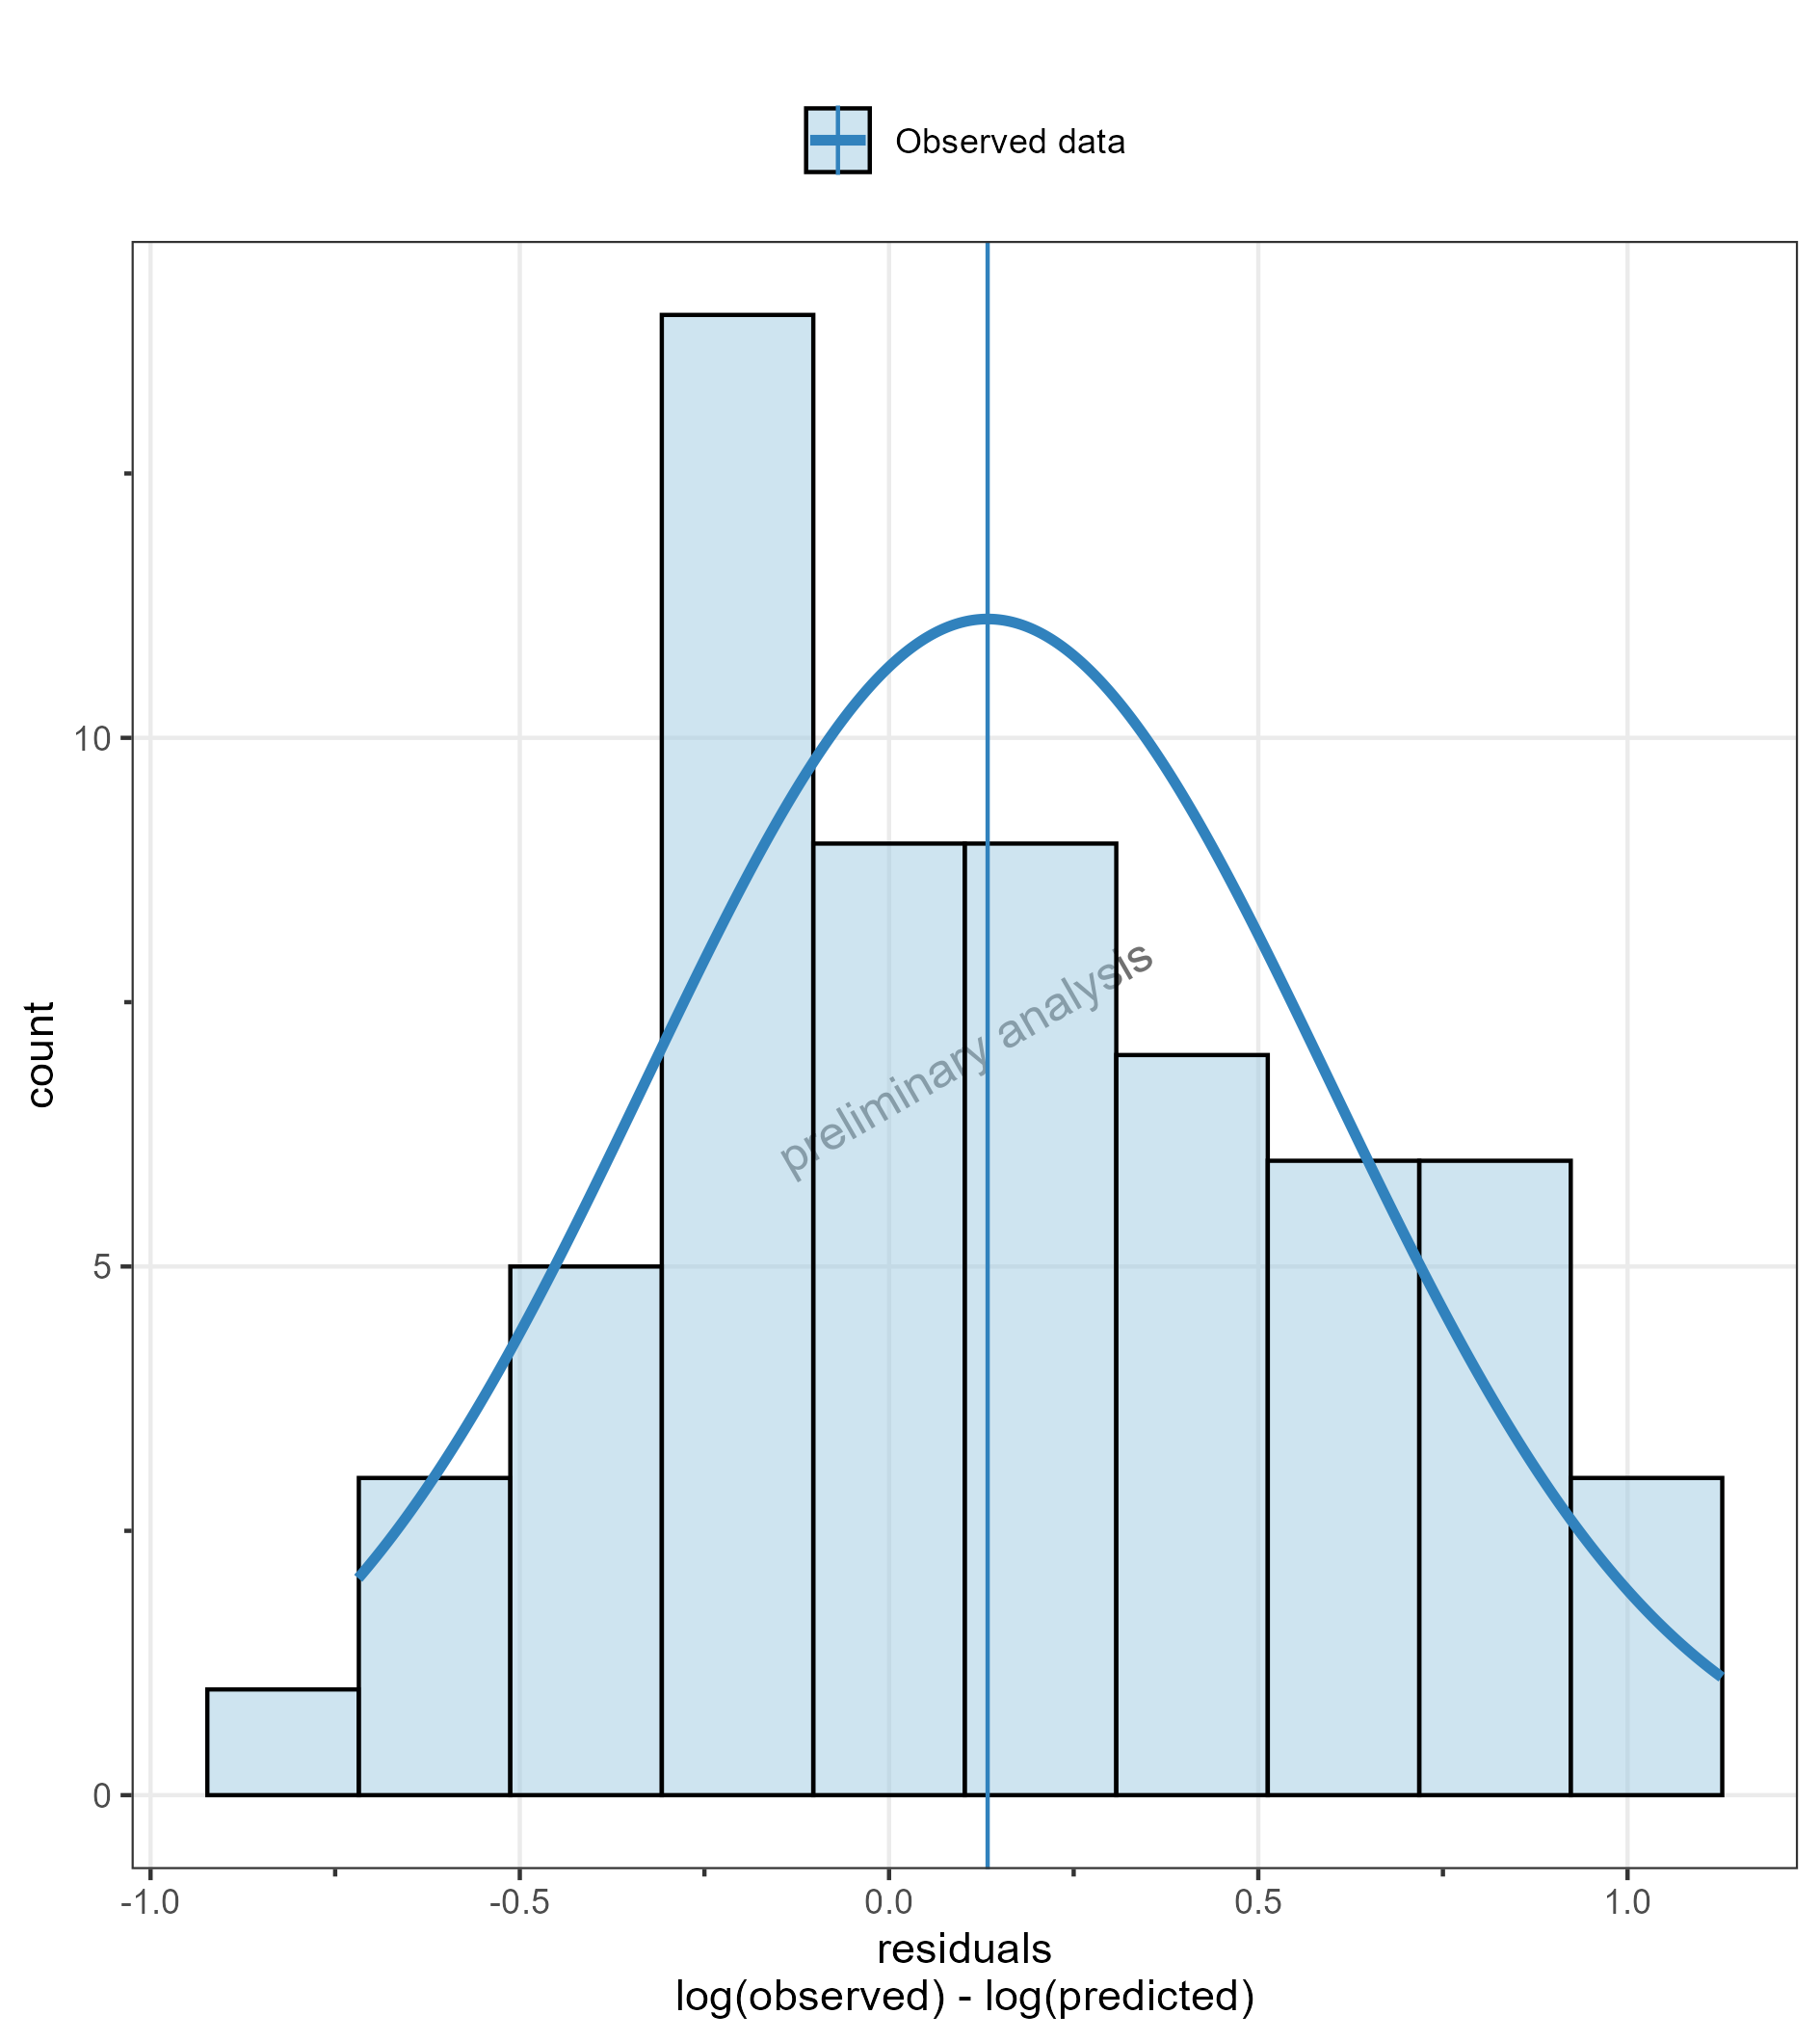 Observed data
10
5
0
count
preliminary analysis
-1.0 -0.5 0.0 0.5 1.0
residuals
log(observed) - log(predicted)